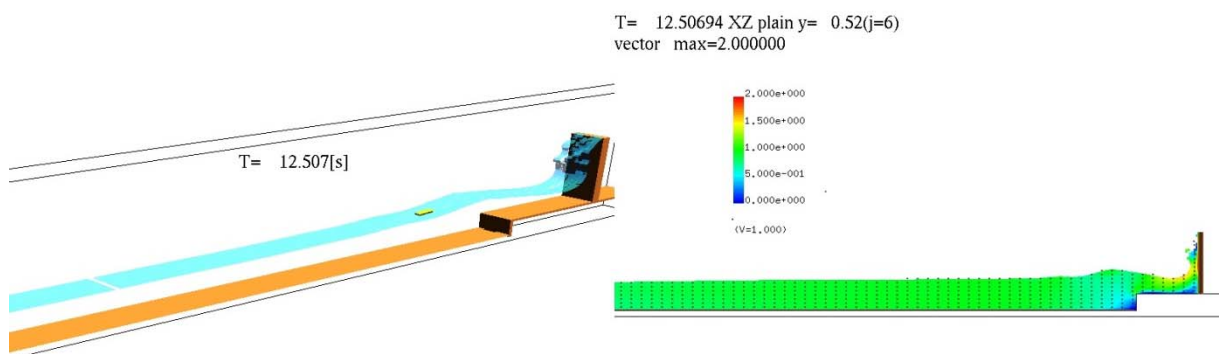 T= 12.507[s]
T= 12.50694 XZ plain y= 0.52(j=6)
vector max=2.000000
2.000e+000
1.500e+000
1.000e+000
5.000e-001
0.000e+000
(V=1.000)